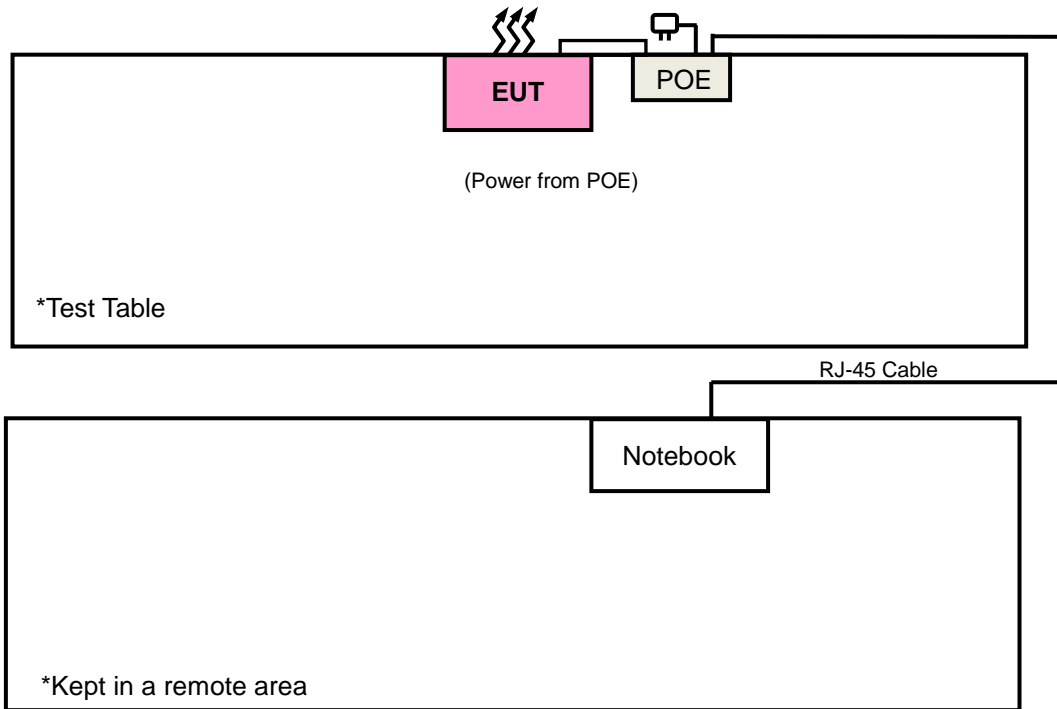 EUT
POE
(Power from POE)
*Test Table
RJ-45 Cable
Notebook
*Kept in a remote area